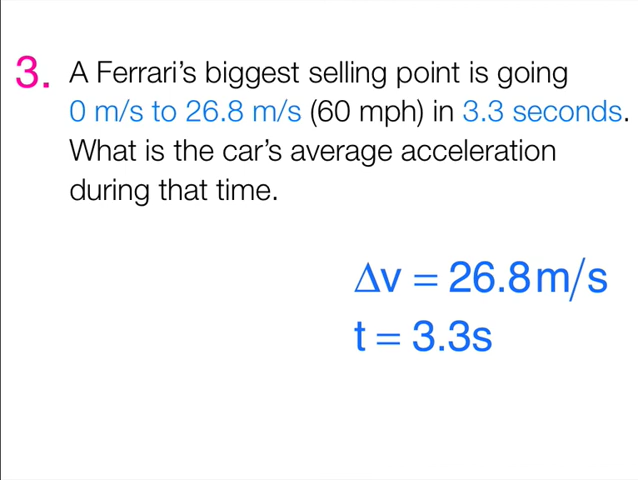 3. A Ferrari’s biggest selling point is going
0 m/s to 26.8 m/s (60 mph) in 3.3 seconds.
What is the car’s average acceleration
during that time.
Δv = 26.8m/s
t = 3.3s